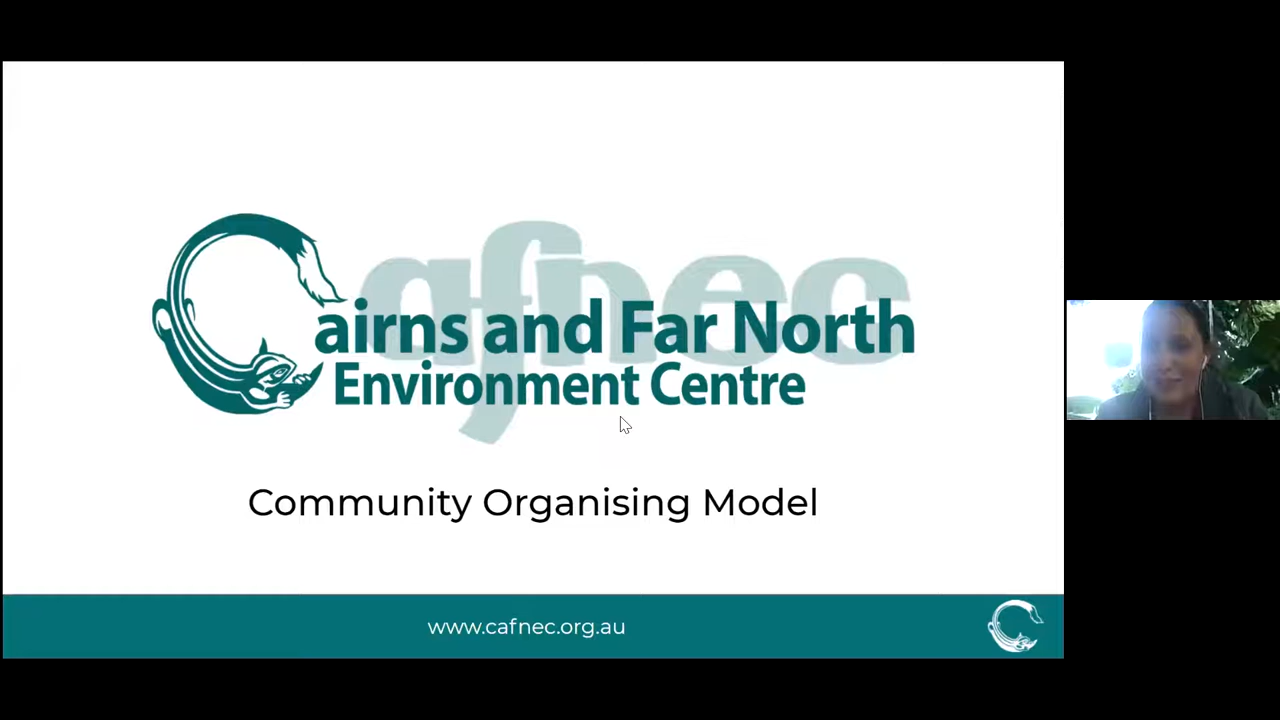 cafnec
Cairns and Far North
Environment Centre
Community Organising Model
www.cafnec.org.au